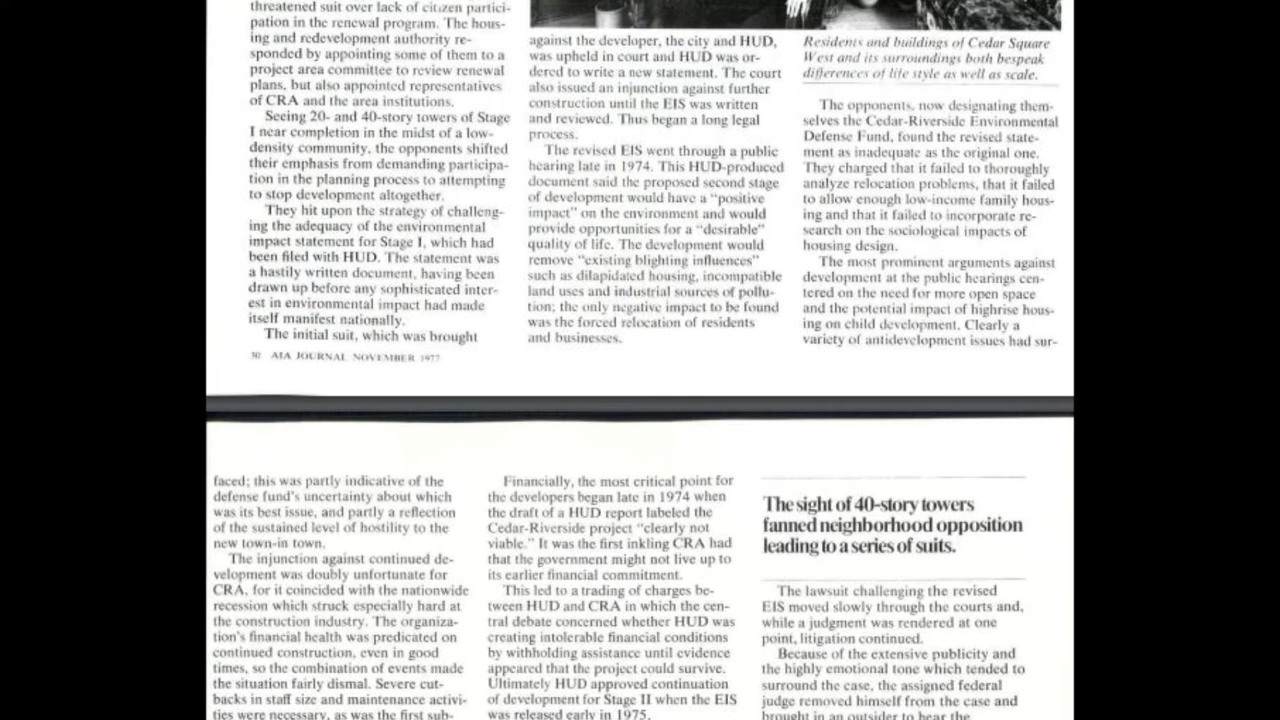 threatened suit over lack of citizen partici-
pation in the renewal program. The hous-
ing and redevelopment authority re-
sponded by appointing some of them to a
project area committee to review renewal
plans, but also appointed representatives
of CRA and the area institutions.
Seeing 20- and 40-story towers of Stage
I near completion in the midst of a low-
density community, the opponents shifted
their emphasis from demanding participa-
tion in the planning process to attempting
to stop development altogether.
They hit upon the strategy of challeng-
ing the adequacy of the environmental
impact statement for Stage I, which had
been filed with HUD. The statement was
a hastily written document, having been
drawn up before any sophisticated inter-
est in environmental impact had made
itself manifest nationally.
The initial suit, which was brought
30 AIA JOURNAL NOVEMBER 1977
against the developer, the city and HUD,
was upheld in court and HUD was or-
dered to write a new statement. The court
also issued an injunction against further
construction until the EIS was written
and reviewed. Thus began a long legal
process.
The revised EIS went through a public
hearing late in 1974. This HUD-produced
document said the proposed second stage
of development would have a “positive
impact” on the environment and would
provide opportunities for a “desirable”
quality of life. The development would
remove “existing blighting influences”
such as dilapidated housing, incompatible
land uses and industrial sources of pollu-
tion; the only negative impact to be found
was the forced relocation of residents
and businesses.
Residents and buildings of Cedar Square
West and its surroundings both bespeak
differences of life style as well as scale.
The opponents, now designating them-
selves the Cedar-Riverside Environmental
Defense Fund, found the revised state-
ment as inadequate as the original one.
They charged that it failed to thoroughly
analyze relocation problems, that it failed
to allow enough low-income family hous-
ing and that it failed to incorporate re-
search on the sociological impacts of
housing design.
The most prominent arguments against
development at the public hearings cen-
tered on the need for more open space
and the potential impact of highrise hous-
ing on child development. Clearly a
variety of antidevelopment issues had sur-
faced; this was partly indicative of the
defense fund's uncertainty about which
was its best issue, and partly a reflection
of the sustained level of hostility to the
new town-in town.
The injunction against continued de-
velopment was doubly unfortunate for
CRA, for it coincided with the nationwide
recession which struck especially hard at
the construction industry. The organiza-
tion's financial health was predicated on
continued construction, even in good
times, so the combination of events made
the situation fairly dismal. Severe cut-
backs in staff size and maintenance activi-
ties were necessary, as was the first sub-
Financially, the most critical point for
the developers began late in 1974 when
the draft of a HUD report labeled the
Cedar-Riverside project “clearly not
viable.” It was the first inkling CRA had
that the government might not live up to
its earlier financial commitment.
This led to a trading of charges be-
tween HUD and CRA in which the cen-
tral debate concerned whether HUD was
creating intolerable financial conditions
by withholding assistance until evidence
appeared that the project could survive.
Ultimately HUD approved continuation
of development for Stage II when the EIS
was released early in 1975.
The sight of 40-story towers
fanned neighborhood opposition
leading to a series of suits.
The lawsuit challenging the revised
EIS moved slowly through the courts and,
while a judgment was rendered at one
point, litigation continued.
Because of the extensive publicity and
the highly emotional tone which tended to
surround the case, the assigned federal
judge removed himself from the case and
brought in an outsider to hear the